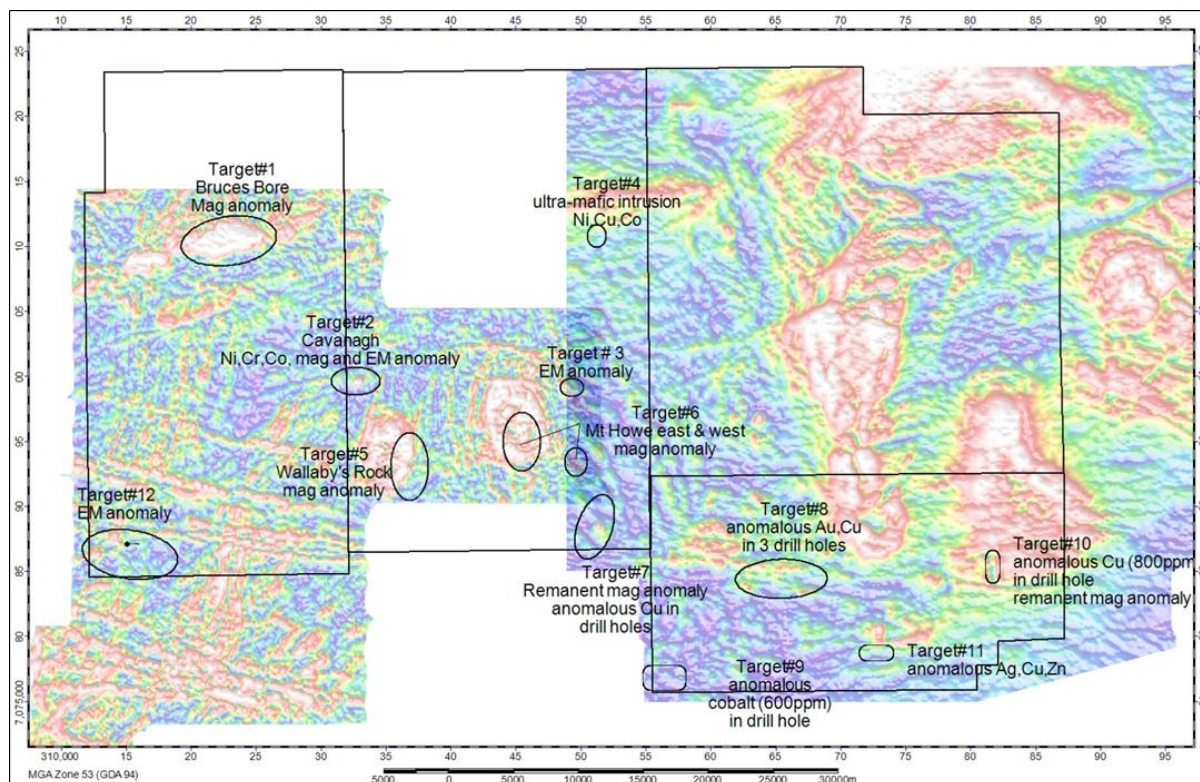 10 15 20 25 30 35 40 45 50 55 60 65 70 75 80 85 90 95
25
20
15
10
05
00
95
90
85
80
7,075,000
Target#1
Bruces Bore
Mag anomaly
Target#4
ultra-mafic intrusion
Ni,Cu,Co
Target#2
Cavanagh
Ni,Cr,Co, mag and EM anomaly
Target # 3
EM anomaly
Target#6
Mt Howe east & west
mag anomaly
Target#5
Wallaby's Rock
mag anomaly
Target#12
EM anomaly
Target#8
anomalous Au,Cu
in 3 drill holes
Target#10
anomalous Cu (800ppm
in drill hole
remanent mag anomaly
Target#7
Remanent mag anomaly
anomalous Cu in
drill holes
Target#11
anomalous Ag,Cu,Zn
Target#9
anomalous
cobalt (600ppm)
in drill hole
310,000 15 20 25 30 35 40 45 50 55 60 65 70 75 80 85 90 95
MGA Zone 53 (GDA 94)
5000 0 5000 10000 15000 20000 25000 30000m